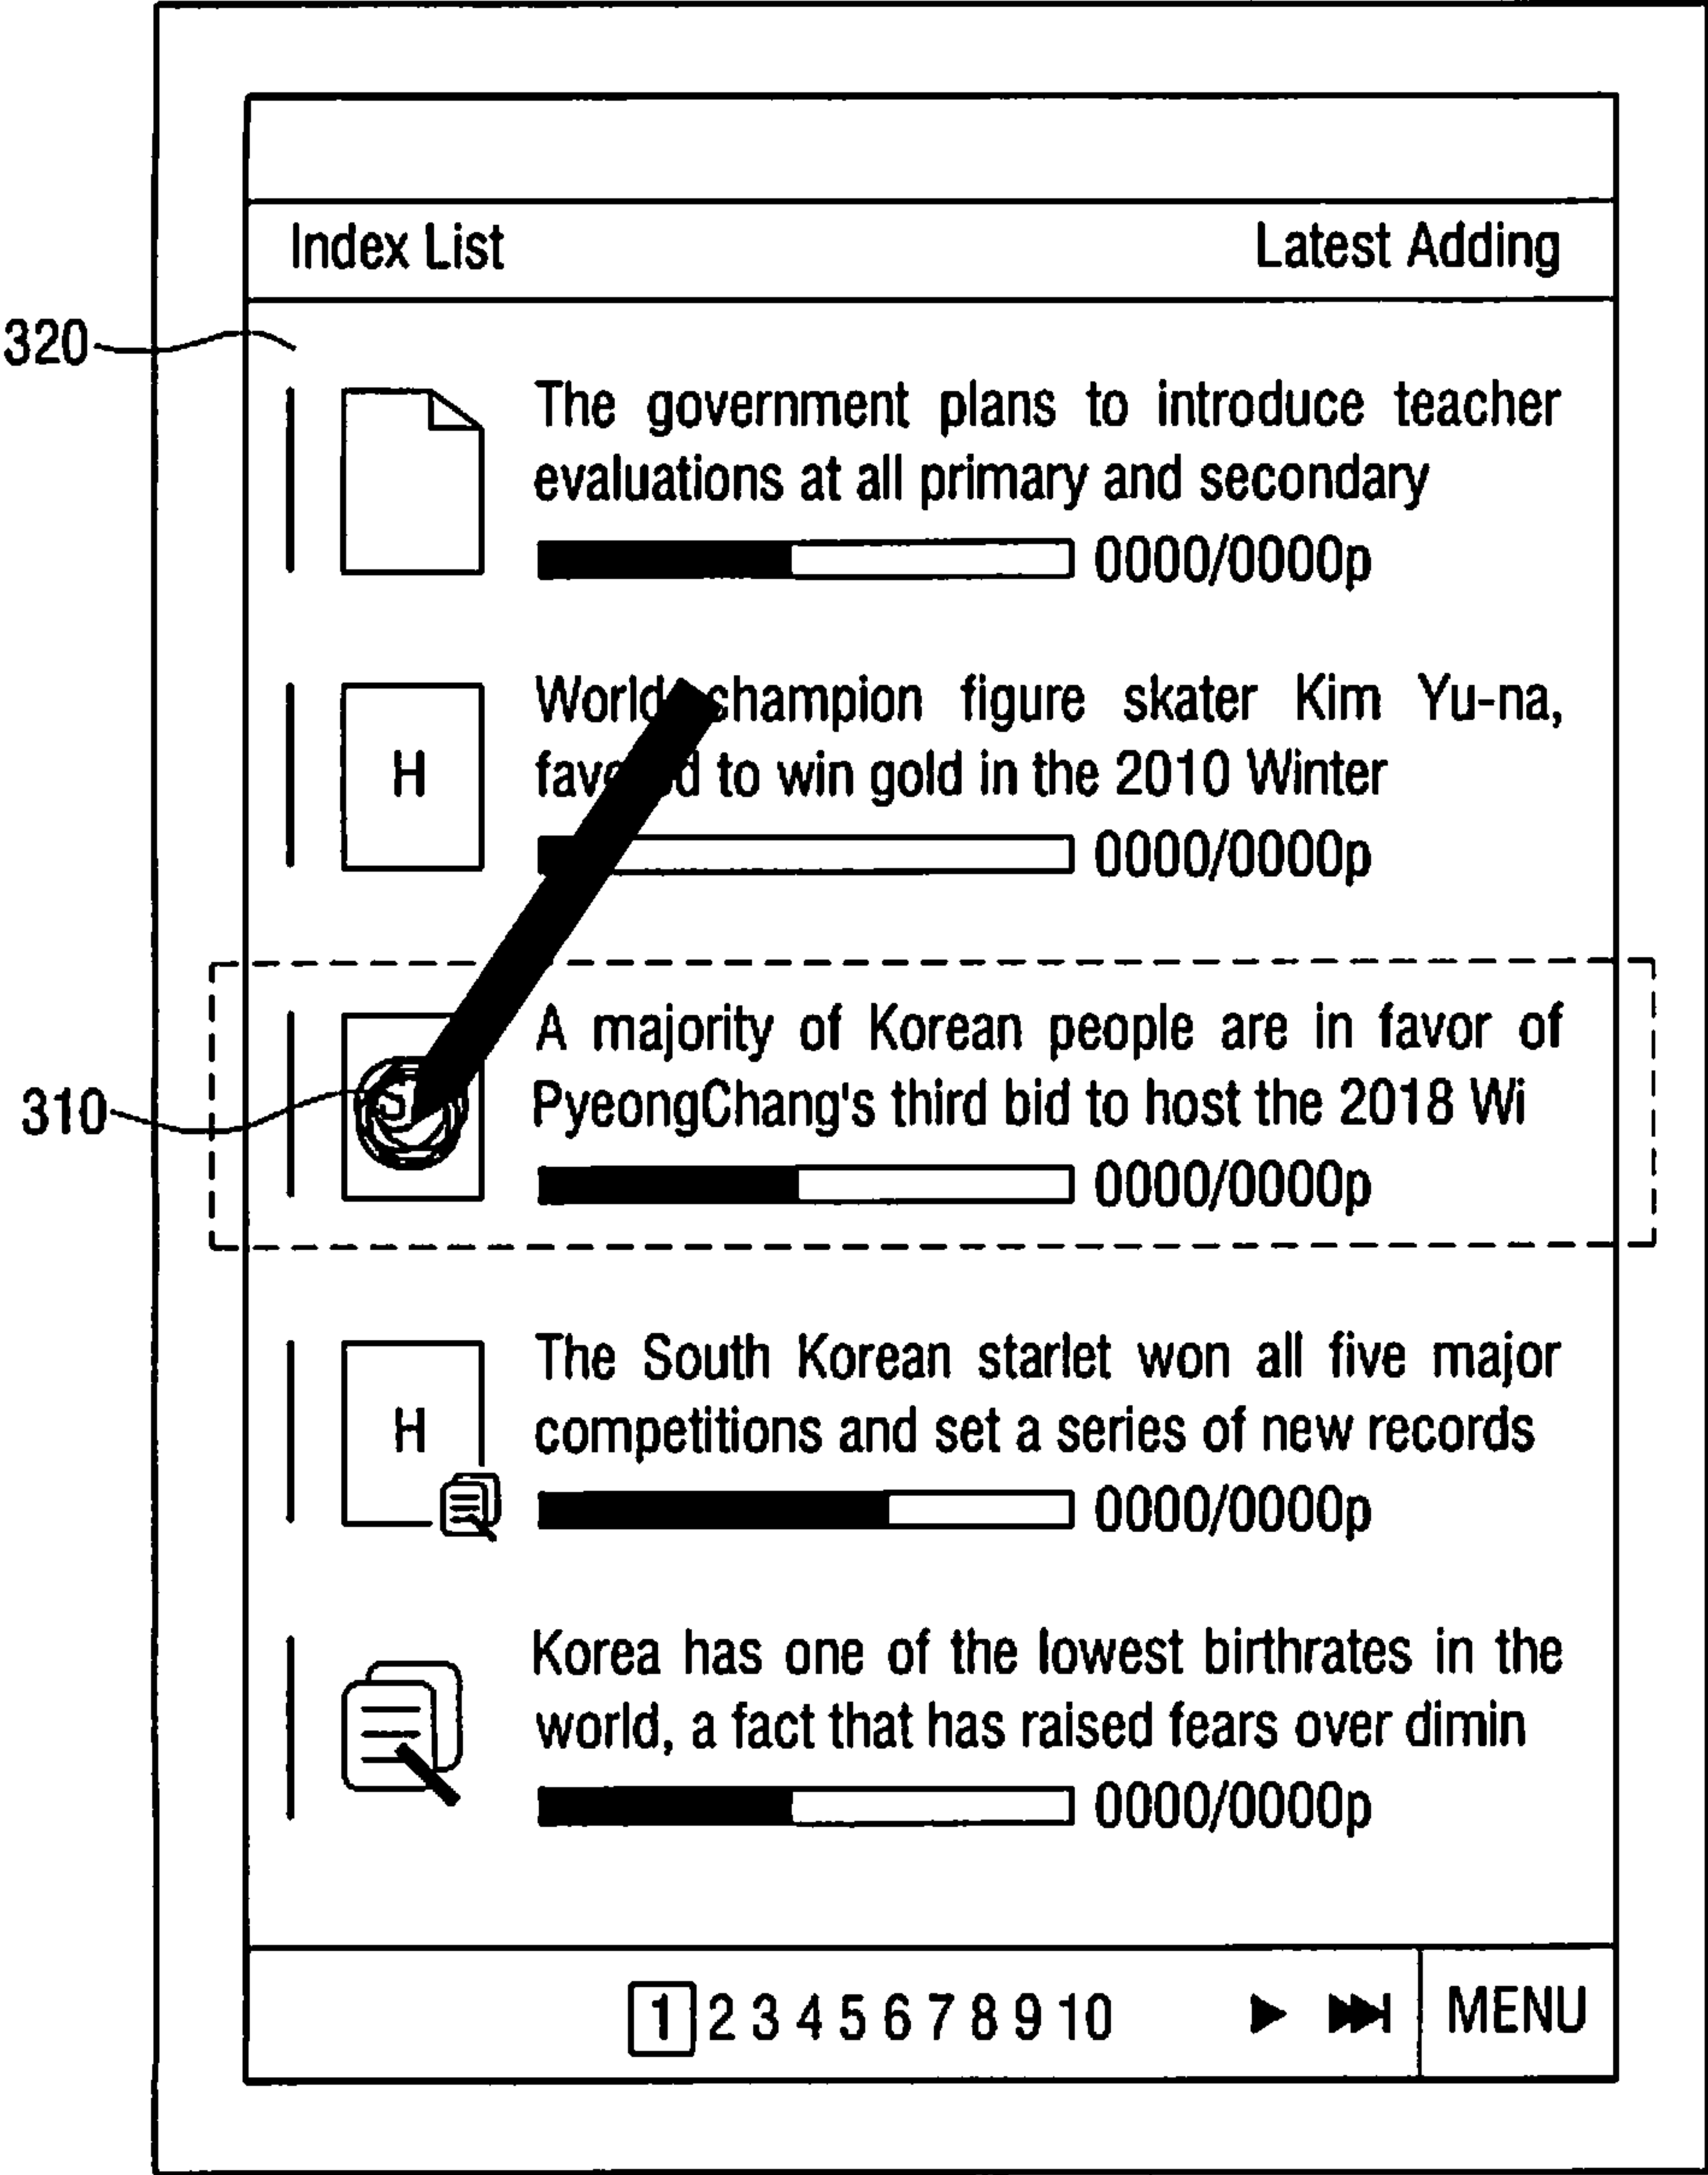 Index List
Latest Adding
320
The government plans to introduce teacher
evaluations at all primary and secondary
0000/0000p
champion figure skater Kim Yu-na,
H
to win gold in the 2010 Winter
0000/0000p
A majority of Korean people are in favor of
310
S
PyeongChang's third bid to host the 2018 Wi
0000/0000p
The South Korean starlet won all five major
H
competitions and set a series of new records
0000/0000p
Korea has one of the lowest birthrates in the
world, a fact that has raised fears over dimin
0000/0000p
1 2 3 4 5 6 7 8 9 10
MENU